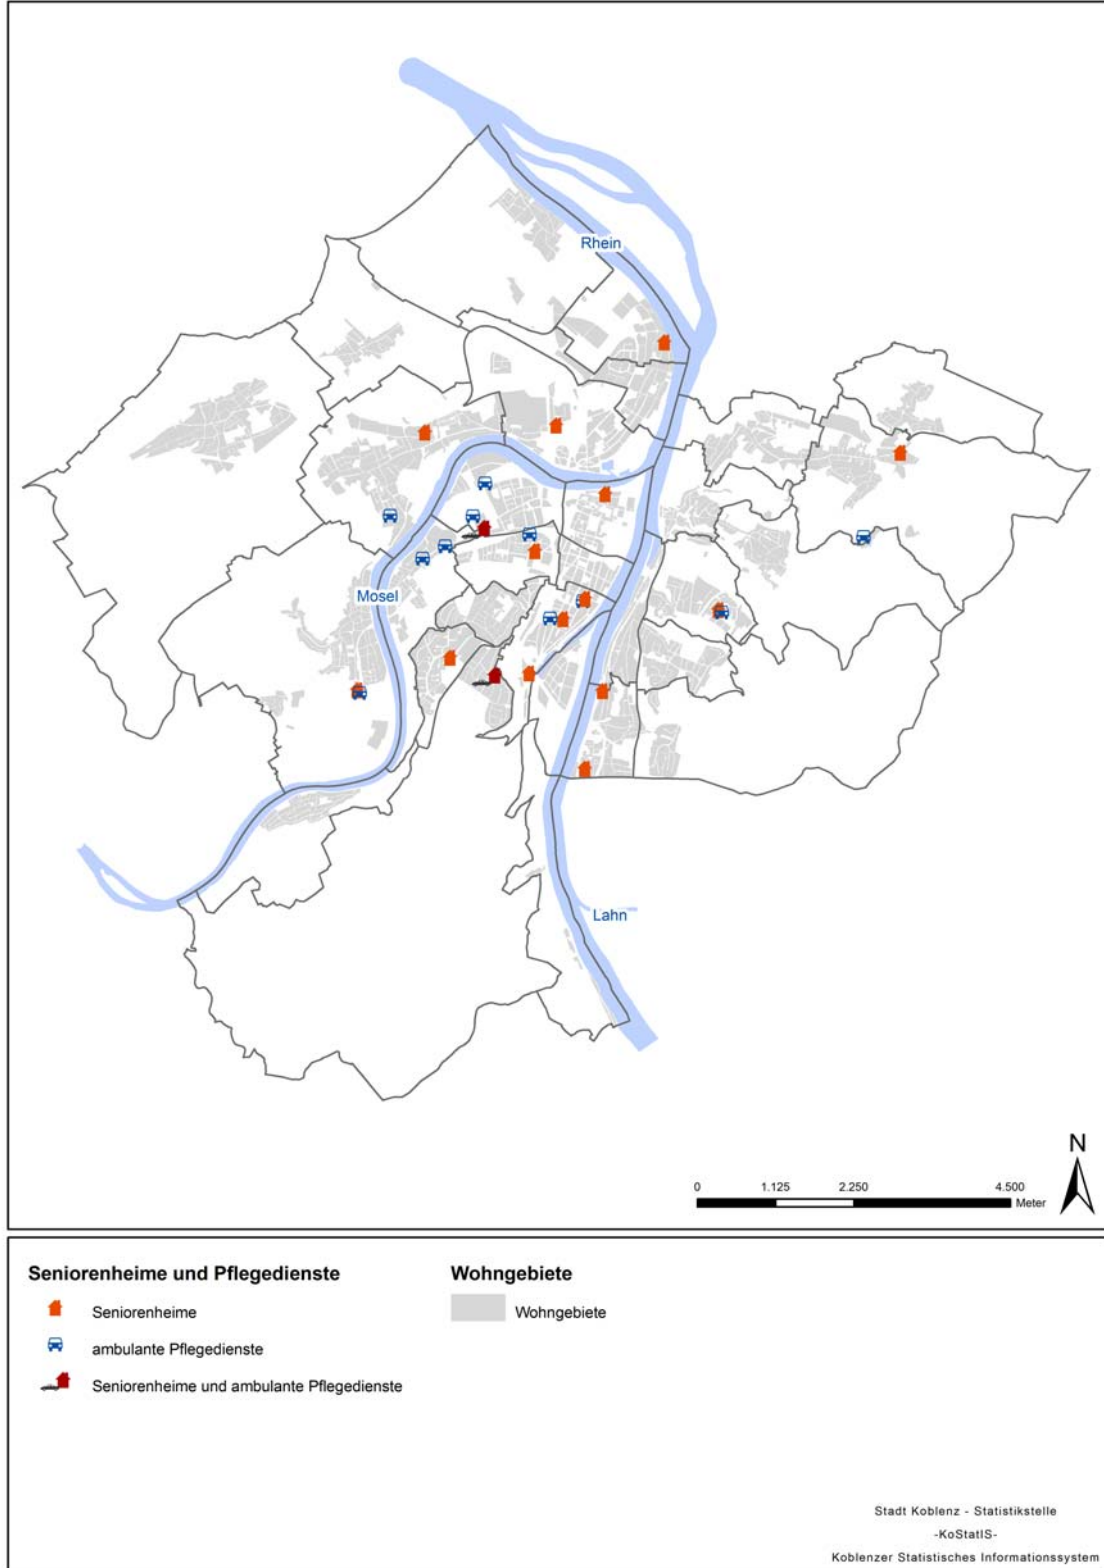 Rhein
Mosel
Lahn
N
0 1.125 2.250 4.500
Meter
Seniorenheime und Pflegedienste
Seniorenheime
ambulante Pflegedienste
Seniorenheime und ambulante Pflegedienste
Wohngebiete
Wohngebiete
Stadt Koblenz - Statistikstelle
-KoStatIS-
Koblenzer Statistisches Informationssystem